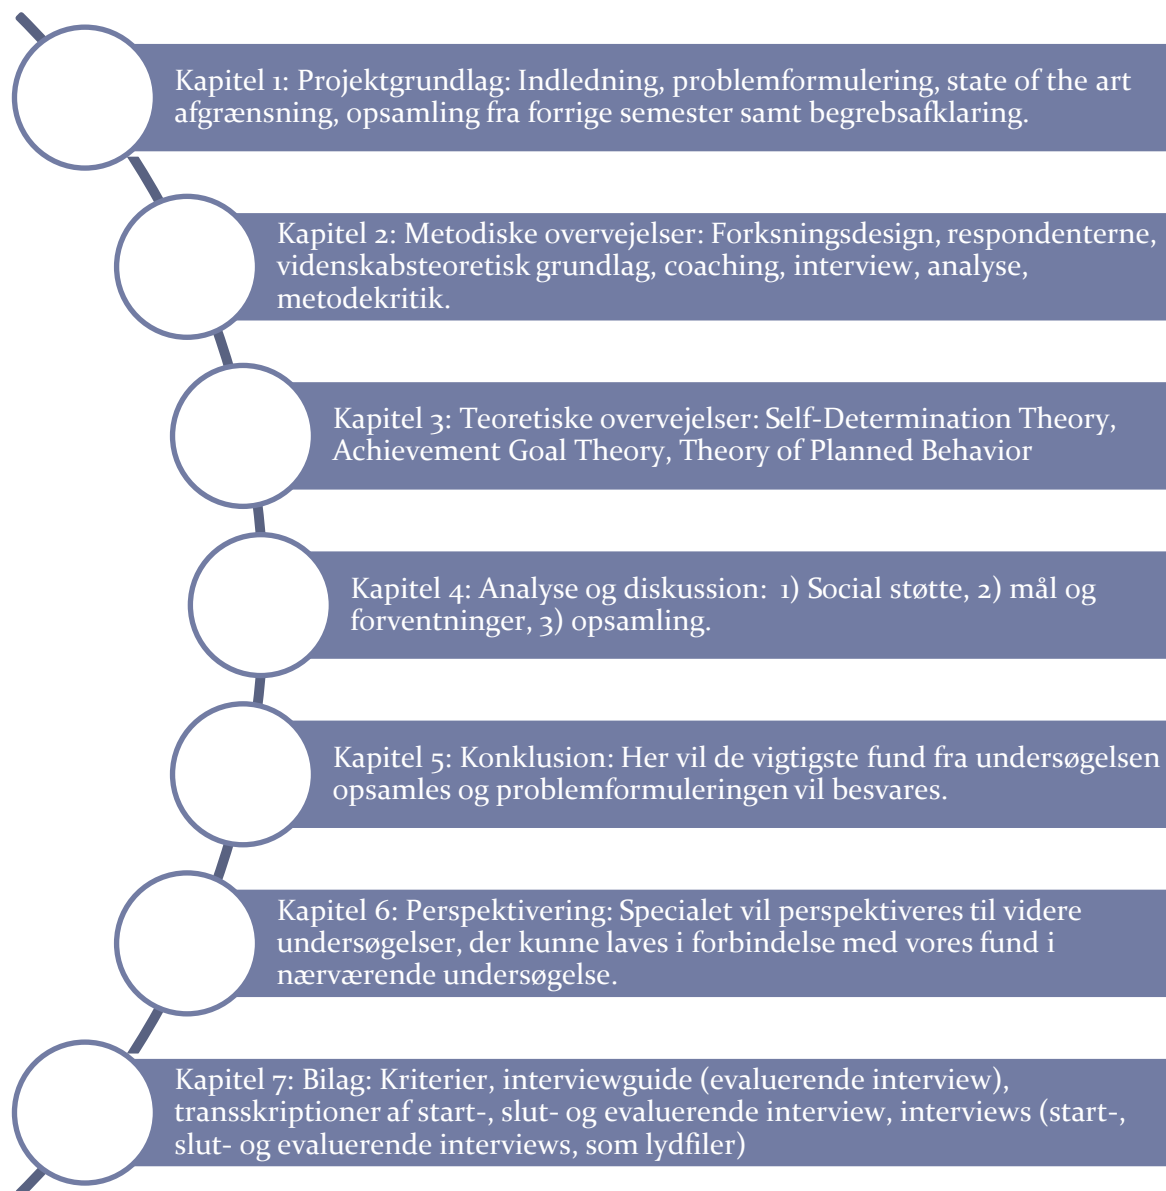 Kapitel 1: Projektgrundlag: Indledning, problemformulering, state of the art
afgrænsning, opsamling fra forrige semester samt begrebsafklaring.
Kapitel 2: Metodiske overvejelser: Forksningsdesign, respondenterne,
videnskabsteoretisk grundlag, coaching, interview, analyse,
metodekritik.
Kapitel 3: Teoretiske overvejelser: Self-Determination Theory,
Achievement Goal Theory, Theory of Planned Behavior
Kapitel 4: Analyse og diskussion: 1) Social støtte, 2) mål og
forventninger, 3) opsamling.
Kapitel 5: Konklusion: Her vil de vigtigste fund fra undersøgelsen
opsamles og problemformuleringen vil besvares.
Kapitel 6: Perspektivering: Specialet vil perspektiveres til videre
undersøgelser, der kunne laves i forbindelse med vores fund i
nærværende undersøgelse.
Kapitel 7: Bilag: Kriterier, interviewguide (evaluerende interview),
transskriptioner af start-, slut- og evaluerende interview, interviews (start-,
slut- og evaluerende interviews, som lydfiler)